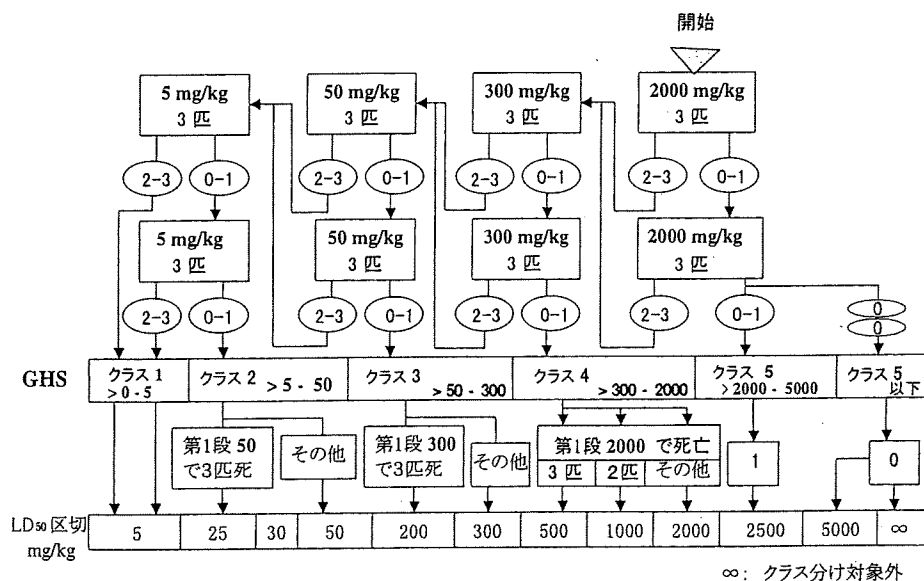 開始
5 mg/kg
3 匹
50 mg/kg
3 匹
300 mg/kg
3 匹
2000 mg/kg
3 匹
2-3
0-1
2-3
0-1
2-3
0-1
2-3
0-1
5 mg/kg
3 匹
50 mg/kg
3 匹
300 mg/kg
3 匹
2000 mg/kg
3 匹
2-3
0-1
2-3
0-1
2-3
0-1
2-3
0-1
0
0
GHS
クラス 1
>0 - 5
クラス 2
>5 - 50
クラス 3
>50 - 300
クラス 4
>300 - 2000
クラス 5
>2000 - 5000
クラス 5
以下
第1段 50
で3匹死
その他
第1段 300
で3匹死
その他
第1段 2000 で死亡
3 匹
2匹
その他
1
0
LD50 区切
mg/kg
5
25
30
50
200
300
500
1000
2000
2500
5000
∞
∞: クラス分け対象外